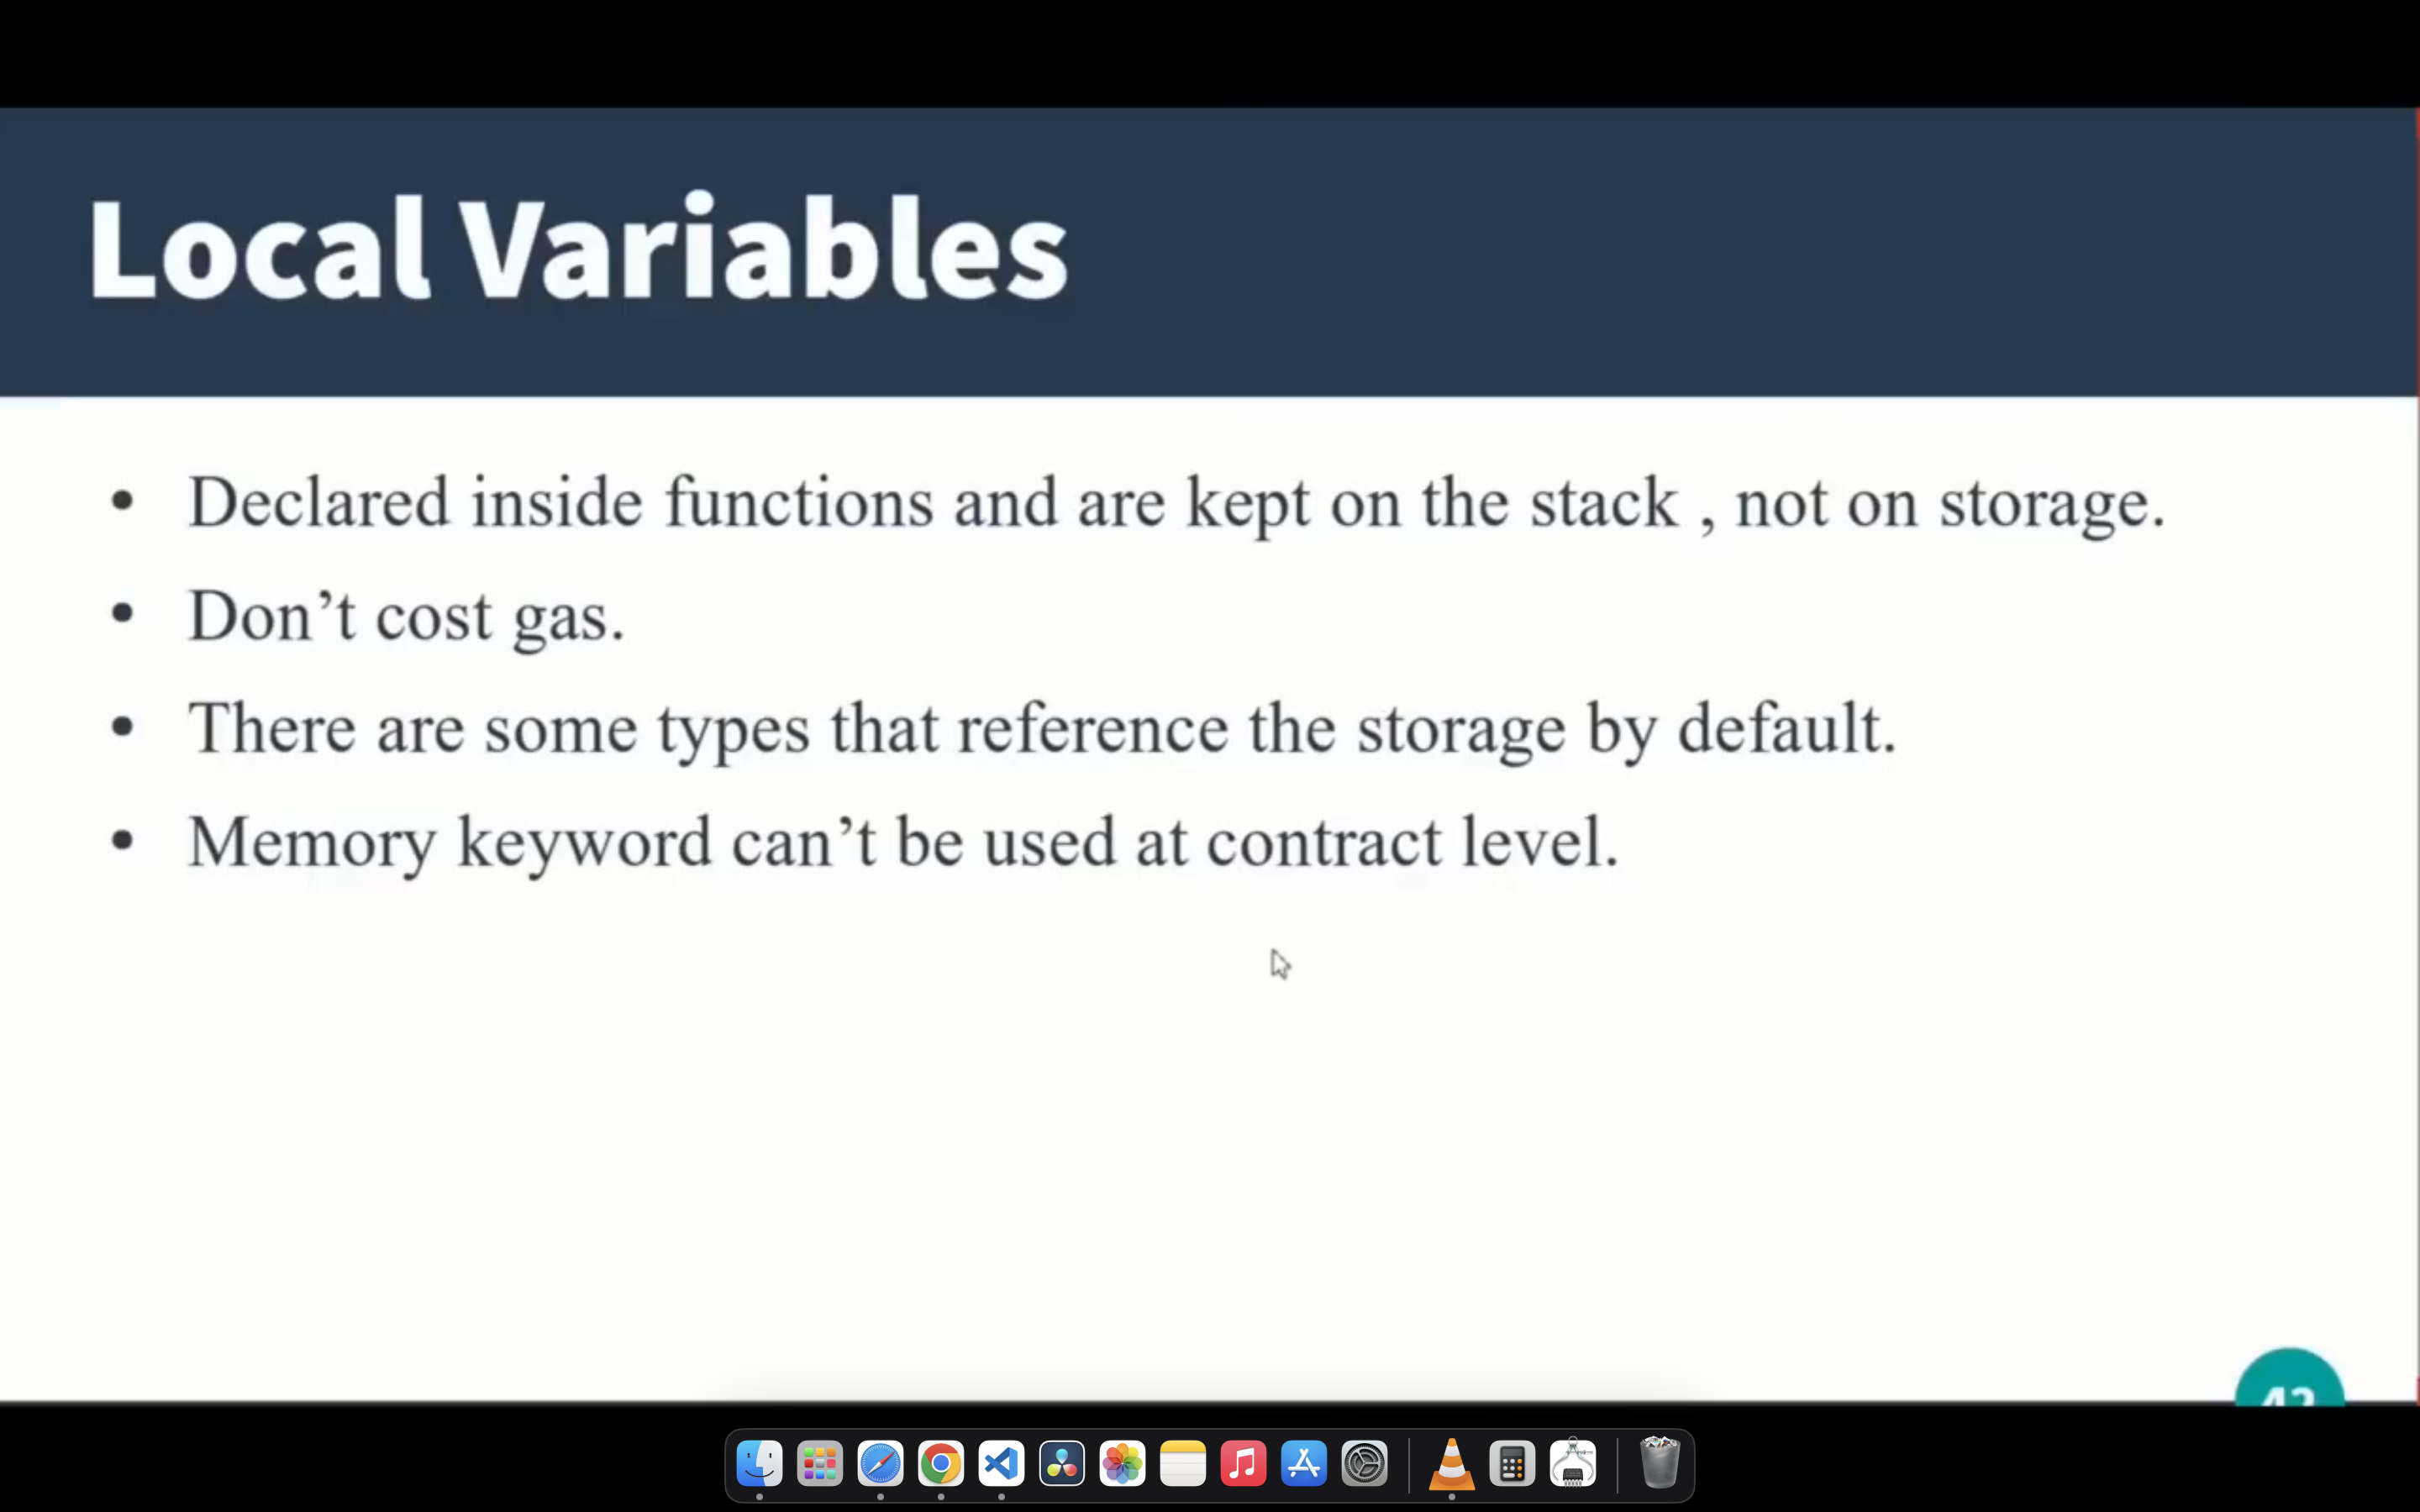 Local Variables
• Declared inside functions and are kept on the stack , not on storage.
• Don’t cost gas.
• There are some types that reference the storage by default.
• Memory keyword can’t be used at contract level.